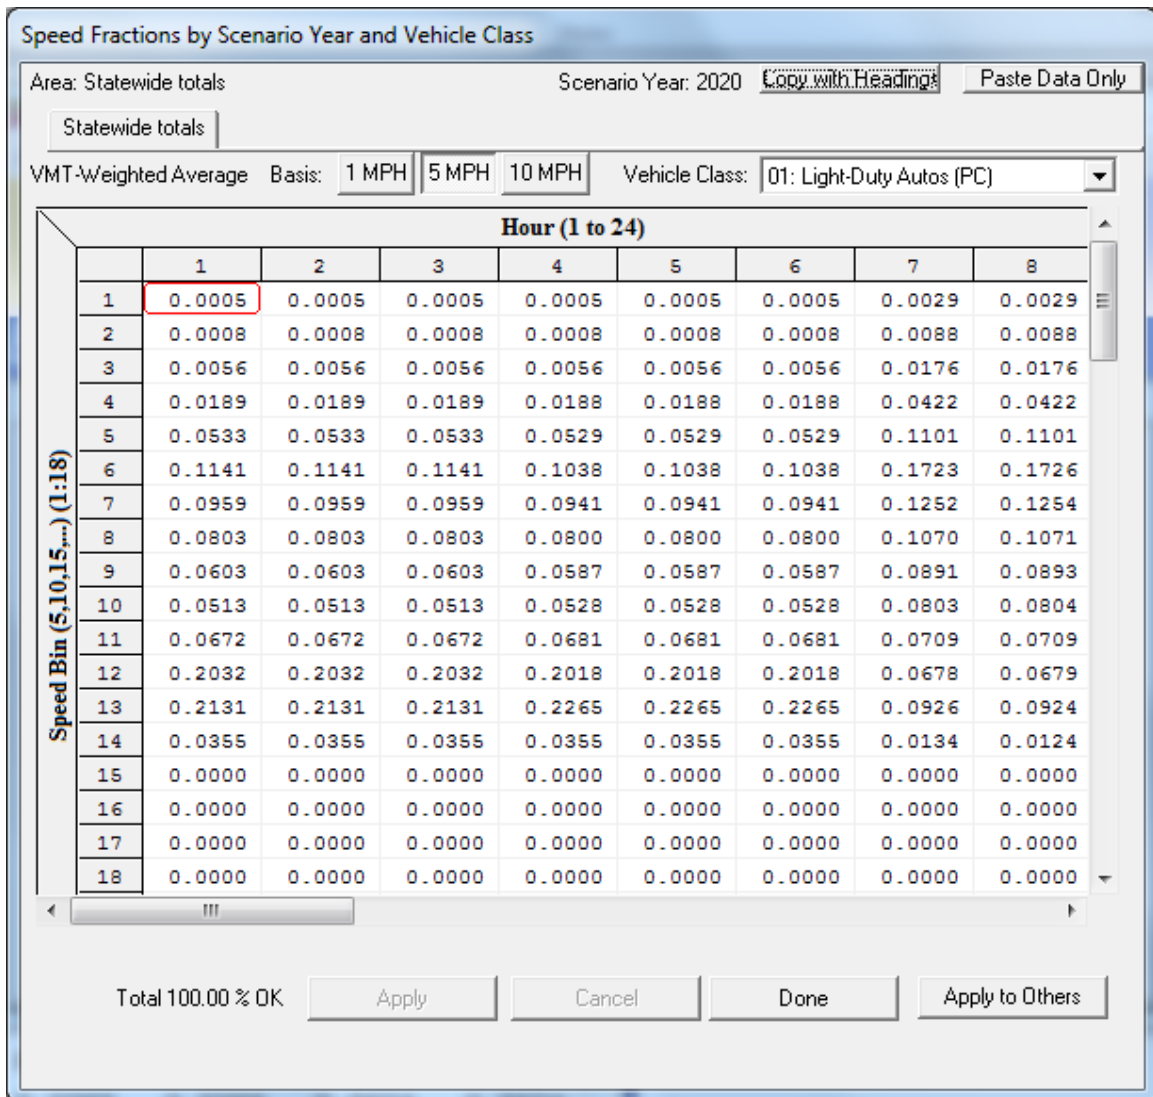 Speed Fractions by Scenario Year and Vehicle Class
Area: Statewide totals Scenario Year: 2020 Copy with Headings Paste Data Only
Statewide totals
VMT-Weighted Average Basis: 1 MPH 5 MPH 10 MPH Vehicle Class: 01: Light-Duty Autos (PC)
Hour (1 to 24)
Speed Bin (5,10,15,...) (1:18)
1 2 3 4 5 6 7 8
1 0.0005 0.0005 0.0005 0.0005 0.0005 0.0005 0.0029 0.0029
2 0.0008 0.0008 0.0008 0.0008 0.0008 0.0008 0.0088 0.0088
3 0.0056 0.0056 0.0056 0.0056 0.0056 0.0056 0.0176 0.0176
4 0.0189 0.0189 0.0189 0.0188 0.0188 0.0188 0.0422 0.0422
5 0.0533 0.0533 0.0533 0.0529 0.0529 0.0529 0.1101 0.1101
6 0.1141 0.1141 0.1141 0.1038 0.1038 0.1038 0.1723 0.1726
7 0.0959 0.0959 0.0959 0.0941 0.0941 0.0941 0.1252 0.1254
8 0.0803 0.0803 0.0803 0.0800 0.0800 0.0800 0.1070 0.1071
9 0.0603 0.0603 0.0603 0.0587 0.0587 0.0587 0.0891 0.0893
10 0.0513 0.0513 0.0513 0.0528 0.0528 0.0528 0.0803 0.0804
11 0.0672 0.0672 0.0672 0.0681 0.0681 0.0681 0.0709 0.0709
12 0.2032 0.2032 0.2032 0.2018 0.2018 0.2018 0.0678 0.0679
13 0.2131 0.2131 0.2131 0.2265 0.2265 0.2265 0.0926 0.0924
14 0.0355 0.0355 0.0355 0.0355 0.0355 0.0355 0.0134 0.0124
15 0.0000 0.0000 0.0000 0.0000 0.0000 0.0000 0.0000 0.0000
16 0.0000 0.0000 0.0000 0.0000 0.0000 0.0000 0.0000 0.0000
17 0.0000 0.0000 0.0000 0.0000 0.0000 0.0000 0.0000 0.0000
18 0.0000 0.0000 0.0000 0.0000 0.0000 0.0000 0.0000 0.0000
Total 100.00 % OK Apply Cancel Done Apply to Others